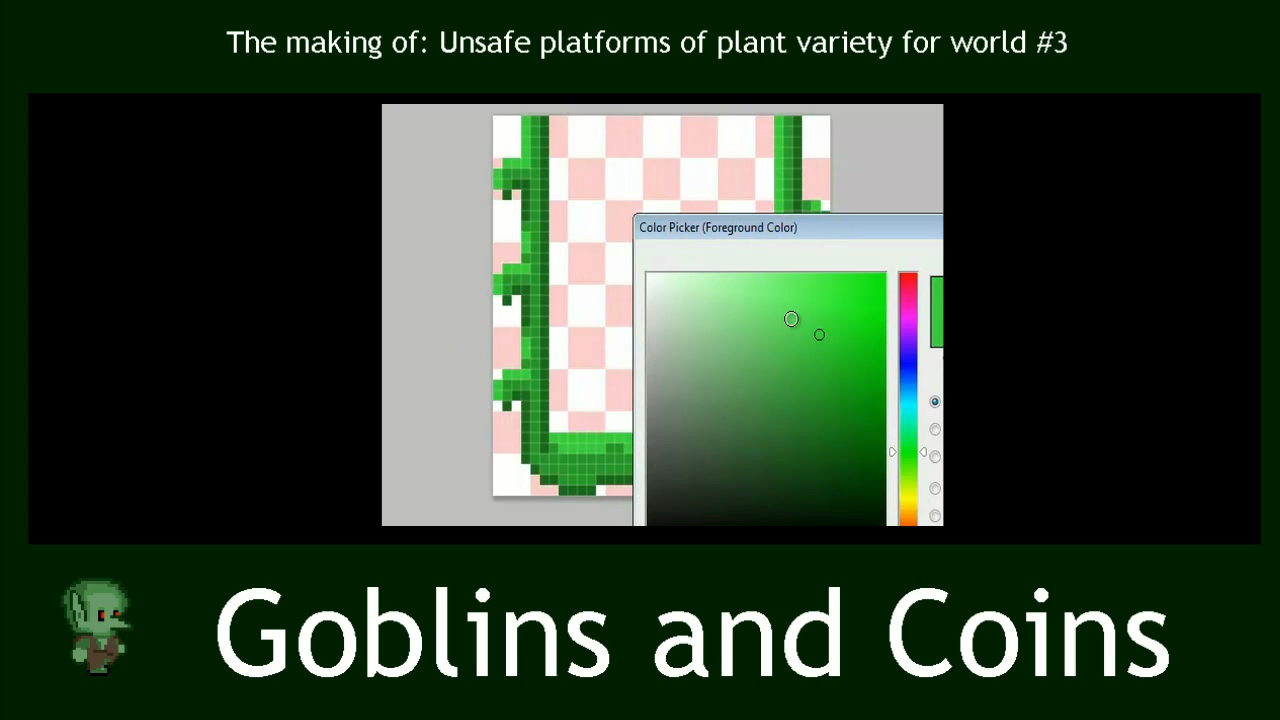 The making of: Unsafe platforms of plant variety for world #3
Color Picker (Foreground Color)
Goblins and Coins